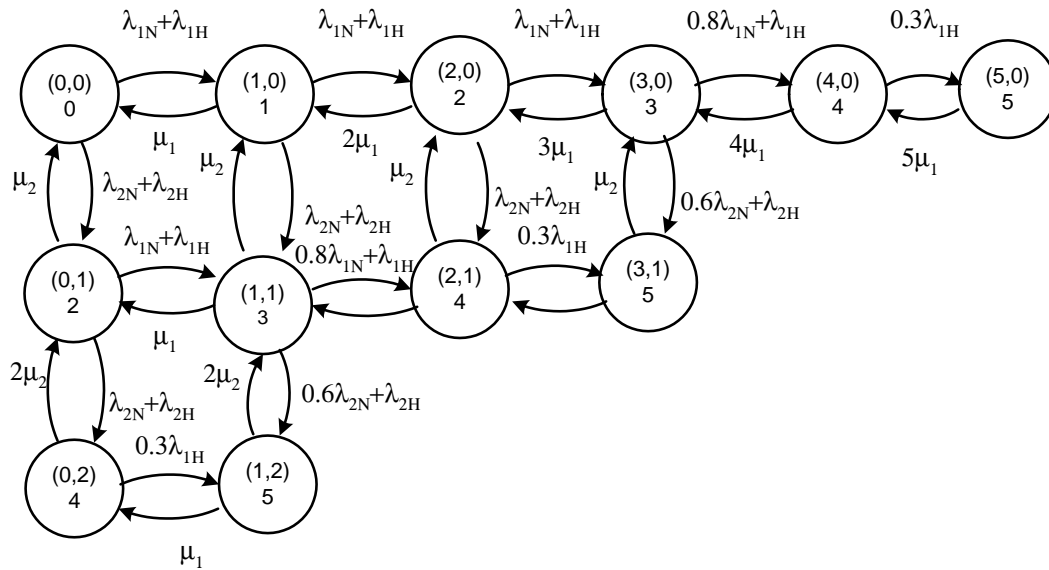 λ1N+λ1H
λ1N+λ1H
λ1N+λ1H
0.8λ1N+λ1H
0.3λ1H
(0,0)
0
(1,0)
1
(2,0)
2
(3,0)
3
(4,0)
4
(5,0)
5
μ1
2μ1
3μ1
4μ1
5μ1
μ2
λ2N+λ2H
μ2
λ2N+λ2H
μ2
λ2N+λ2H
μ2
0.6λ2N+λ2H
λ1N+λ1H
0.8λ1N+λ1H
0.3λ1H
(0,1)
2
(1,1)
3
(2,1)
4
(3,1)
5
μ1
2μ2
λ2N+λ2H
2μ2
0.6λ2N+λ2H
0.3λ1H
(0,2)
4
(1,2)
5
μ1